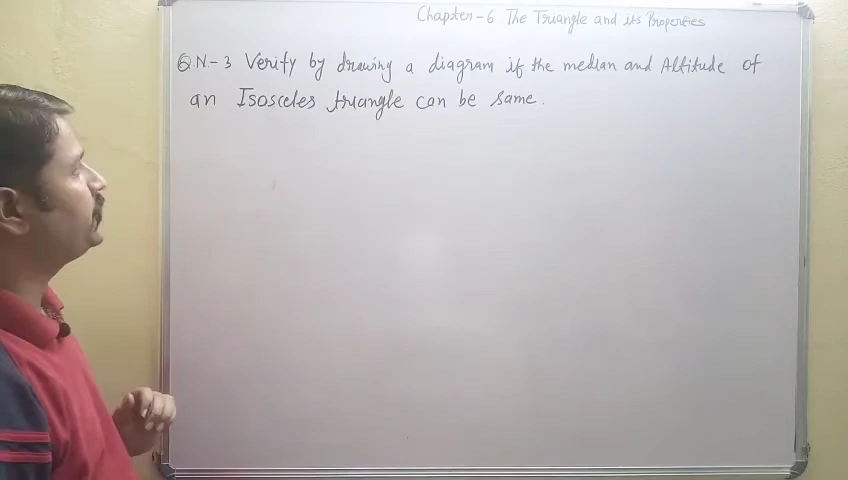 Chapter-6 The Triangle and its Properties
Q.N.-3 Verify by drawing a diagram if the median and Altitude of
an Isosceles triangle can be same.